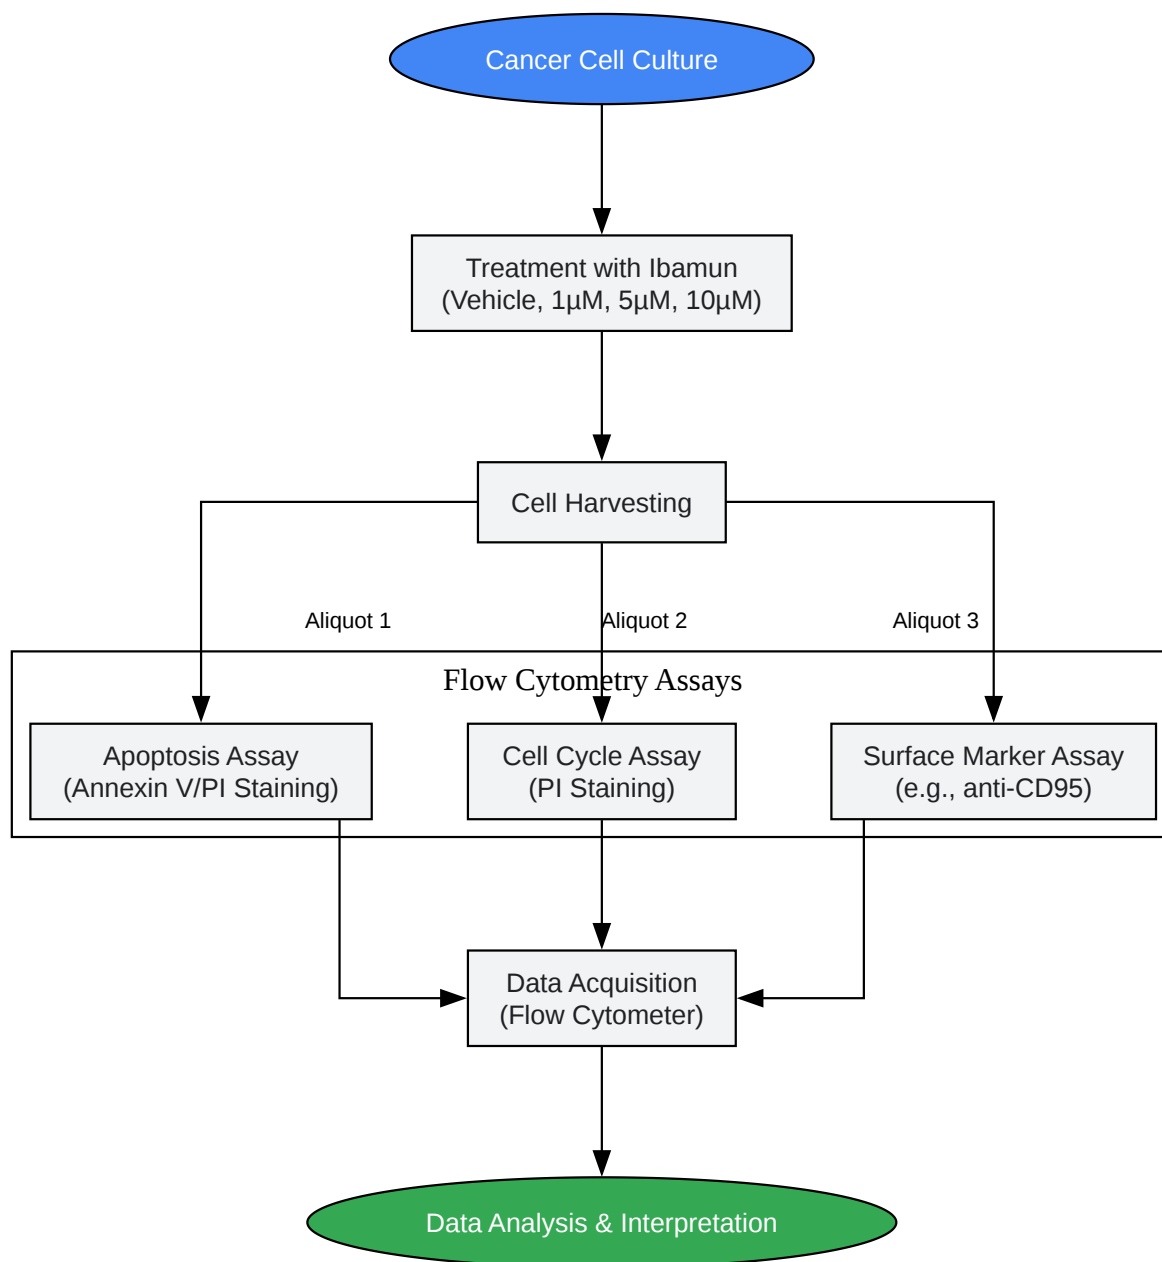 Cancer Cell Culture
Treatment with Ibamun
(Vehicle, 1µM, 5µM, 10µM)
Cell Harvesting
Aliquot 1
Aliquot 2
Aliquot 3
Flow Cytometry Assays
Apoptosis Assay
(Annexin V/PI Staining)
Cell Cycle Assay
(PI Staining)
Surface Marker Assay
(e.g., anti-CD95)
Data Acquisition
(Flow Cytometer)
Data Analysis & Interpretation